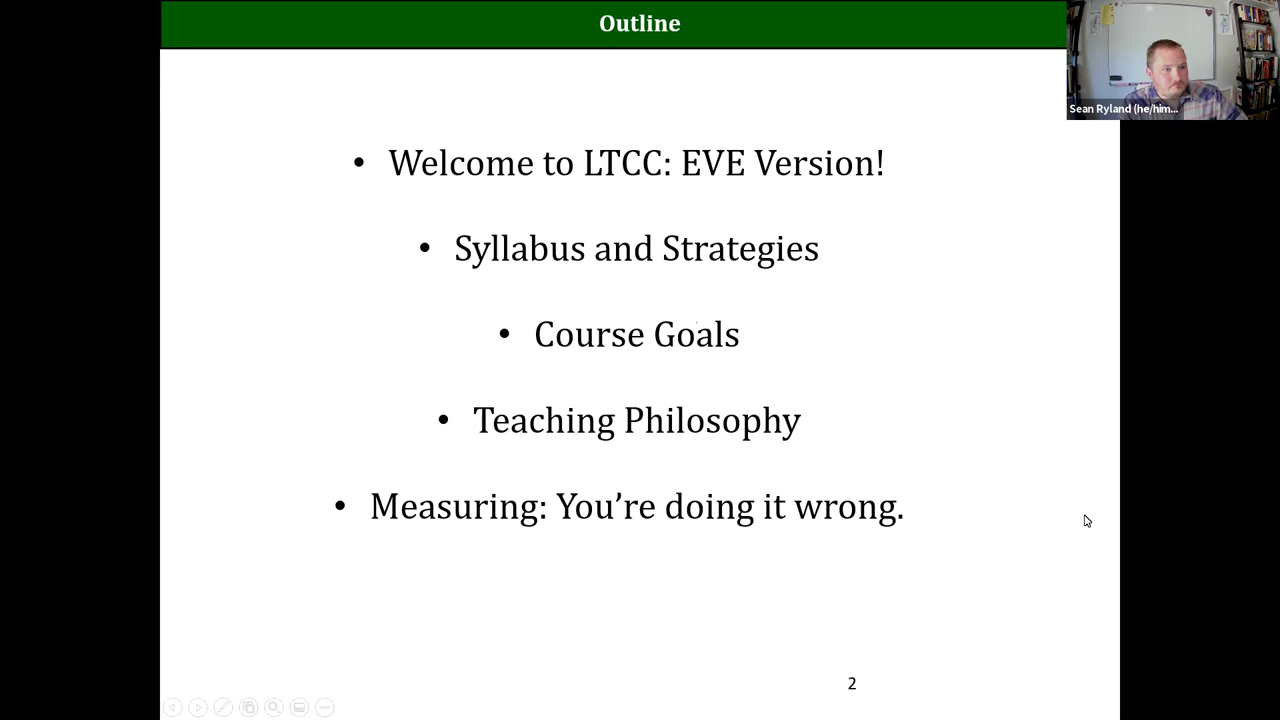 Outline
Sean Ryland (he/him...
• Welcome to LTCC: EVE Version!
• Syllabus and Strategies
• Course Goals
• Teaching Philosophy
• Measuring: You’re doing it wrong.
2